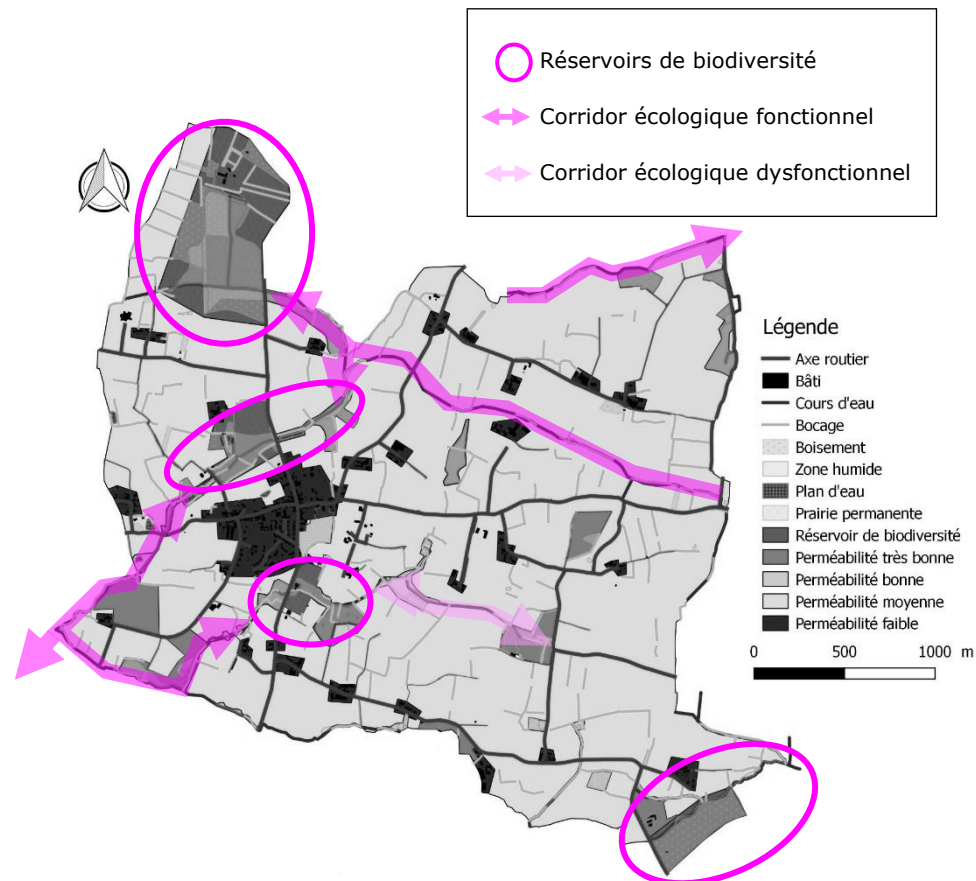 Réservoirs de biodiversité
Corridor écologique fonctionnel
Corridor écologique dysfonctionnel
Légende
Axe routier
Bâti
Cours d'eau
Bocage
Boisement
Zone humide
Plan d'eau
Prairie permanente
Réservoir de biodiversité
Perméabilité très bonne
Perméabilité bonne
Perméabilité moyenne
Perméabilité faible
0 500 1000 m